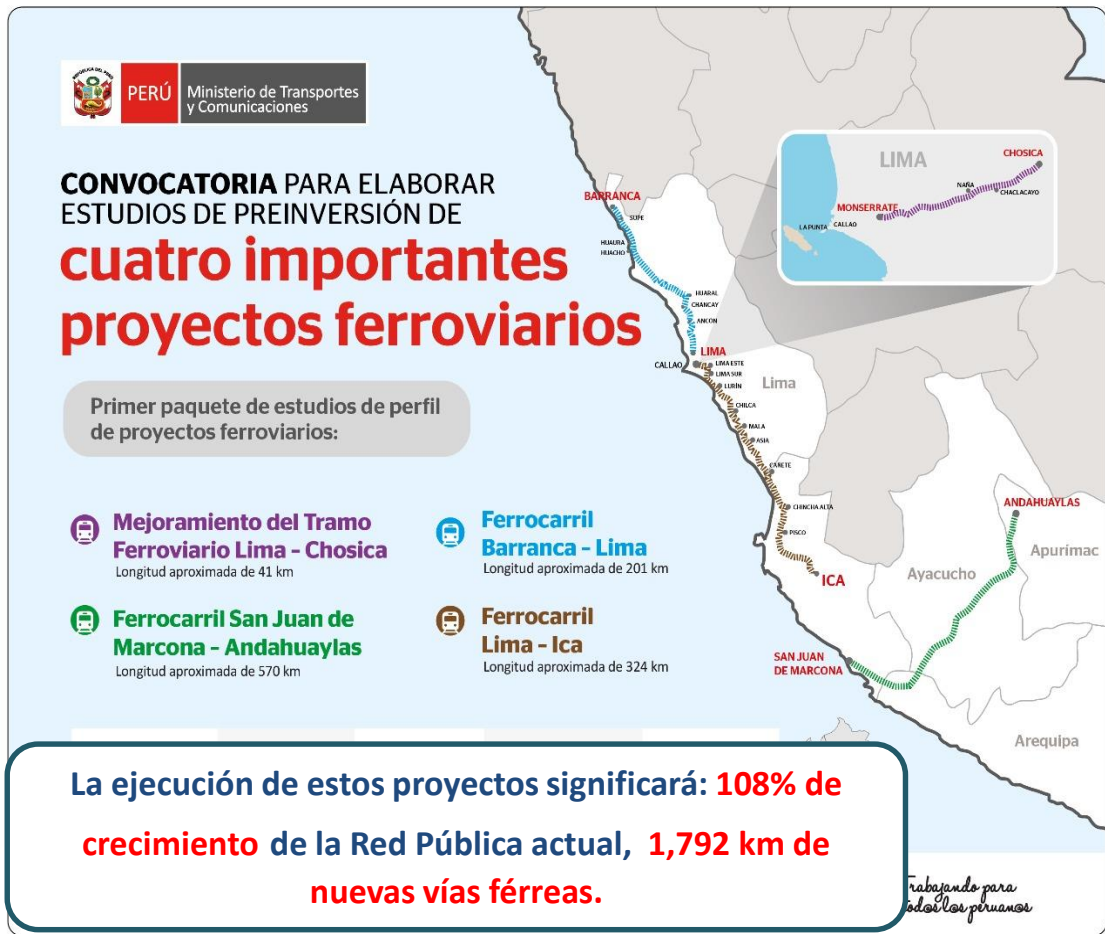 PERÚ
Ministerio de Transportes
y Comunicaciones
CONVOCATORIA PARA ELABORAR
ESTUDIOS DE PREINVERSIÓN DE
cuatro importantes
proyectos ferroviarios
Primer paquete de estudios de perfil
de proyectos ferroviarios:
Mejoramiento del Tramo
Ferroviario Lima - Chosica
Longitud aproximada de 41 km
Ferrocarril
Barranca - Lima
Longitud aproximada de 201 km
Ferrocarril San Juan de
Marcona - Andahuaylas
Longitud aproximada de 570 km
Ferrocarril
Lima - Ica
Longitud aproximada de 324 km
BARRANCA
SUPE
HUAURA
HUACHO
HUARAL
CHANCAY
ANCÓN
LIMA
CALLAO
LIMA ESTE
LIMA SUR
LURÍN
Lima
CHILCA
MALA
ASIA
CAÑETE
CHINCHA ALTA
PISCO
ICA
LIMA
CHOSICA
NAÑA
CHACLACAYO
MONSERRATE
LA PUNTA
CALLAO
ANDAHUAYLAS
Apurímac
Ayacucho
SAN JUAN
DE MARCONA
Arequipa
La ejecución de estos proyectos significará: 108% de
crecimiento de la Red Pública actual, 1,792 km de
nuevas vías férreas.
rabajando para
odos los peruanos